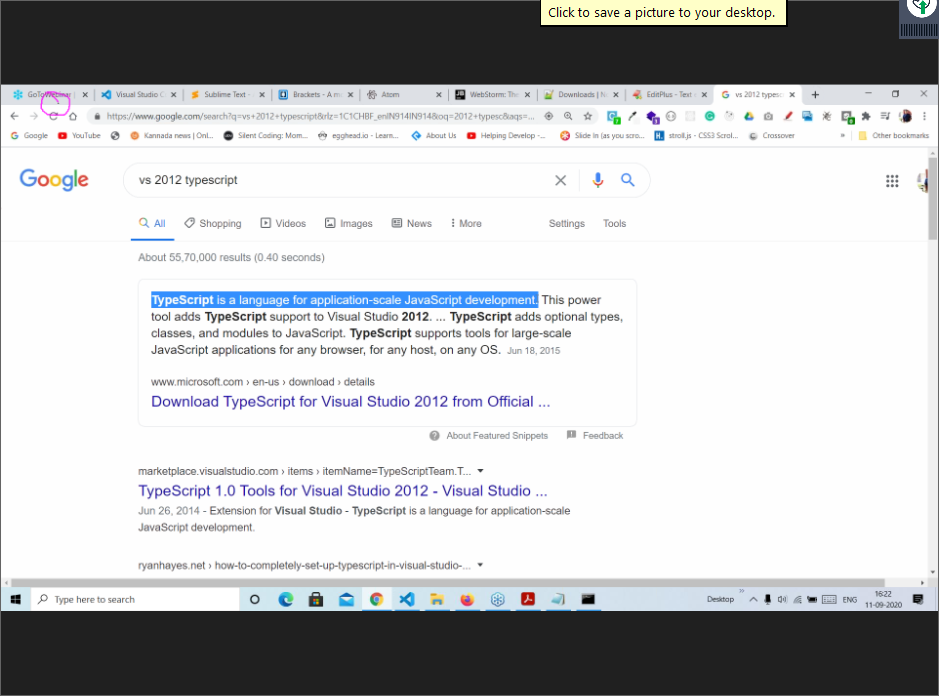 Click to save a picture to your desktop.
GoToWebinar
Visual Studio C
Sublime Text -
Brackets - A m
Atom
WebStorm: The
Downloads | N
EditPlus - Text
vs 2012 typesc
https://www.google.com/search?q=vs+2012+typescript&rlz=1C1CHBF_enIN914IN914&oq=2012+typesc&aqs=...
Google
YouTube
Kannada news | Onl...
Silent Coding: Mom...
egghead.io - Learn...
About Us
Helping Develop -...
Slide In (as you scro...
stroll.js - CSS3 Scrol...
Crossover
»
Other bookmarks
Google
vs 2012 typescript
All
Shopping
Videos
Images
News
More
Settings
Tools
About 55,70,000 results (0.40 seconds)
TypeScript is a language for application-scale JavaScript development. This power
tool adds TypeScript support to Visual Studio 2012. ... TypeScript adds optional types,
classes, and modules to JavaScript. TypeScript supports tools for large-scale
JavaScript applications for any browser, for any host, on any OS. Jun 18, 2015
www.microsoft.com › en-us › download › details
Download TypeScript for Visual Studio 2012 from Official ...
About Featured Snippets
Feedback
marketplace.visualstudio.com › items › itemName=TypeScriptTeam.T...
TypeScript 1.0 Tools for Visual Studio 2012 - Visual Studio ...
Jun 26, 2014 - Extension for Visual Studio - TypeScript is a language for application-scale
JavaScript development.
ryanhayes.net › how-to-completely-set-up-typescript-in-visual-studio-...
Type here to search
Desktop
»
ENG
16:22
11-09-2020